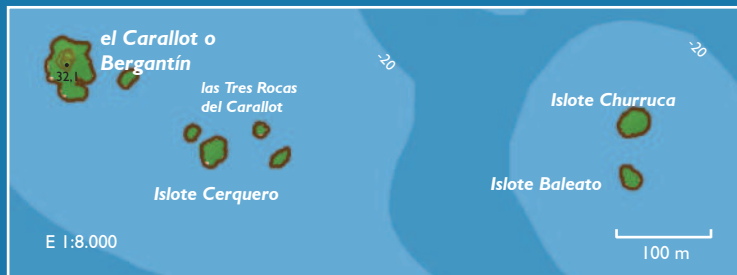 el Carallot o
Bergantín
32,1
las Tres Rocas
del Carallot
Islote Cerquero
-20
-20
Islote Churruca
Islote Baleato
E 1:8.000
100 m